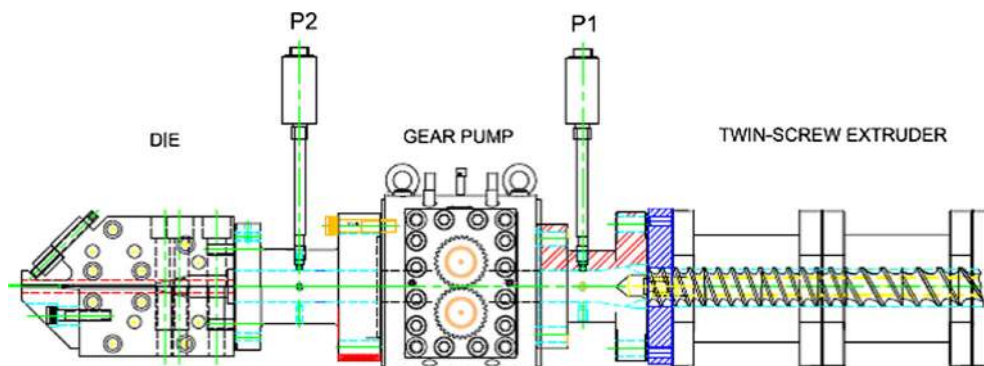 P2
P1
DIE
GEAR PUMP
TWIN-SCREW EXTRUDER